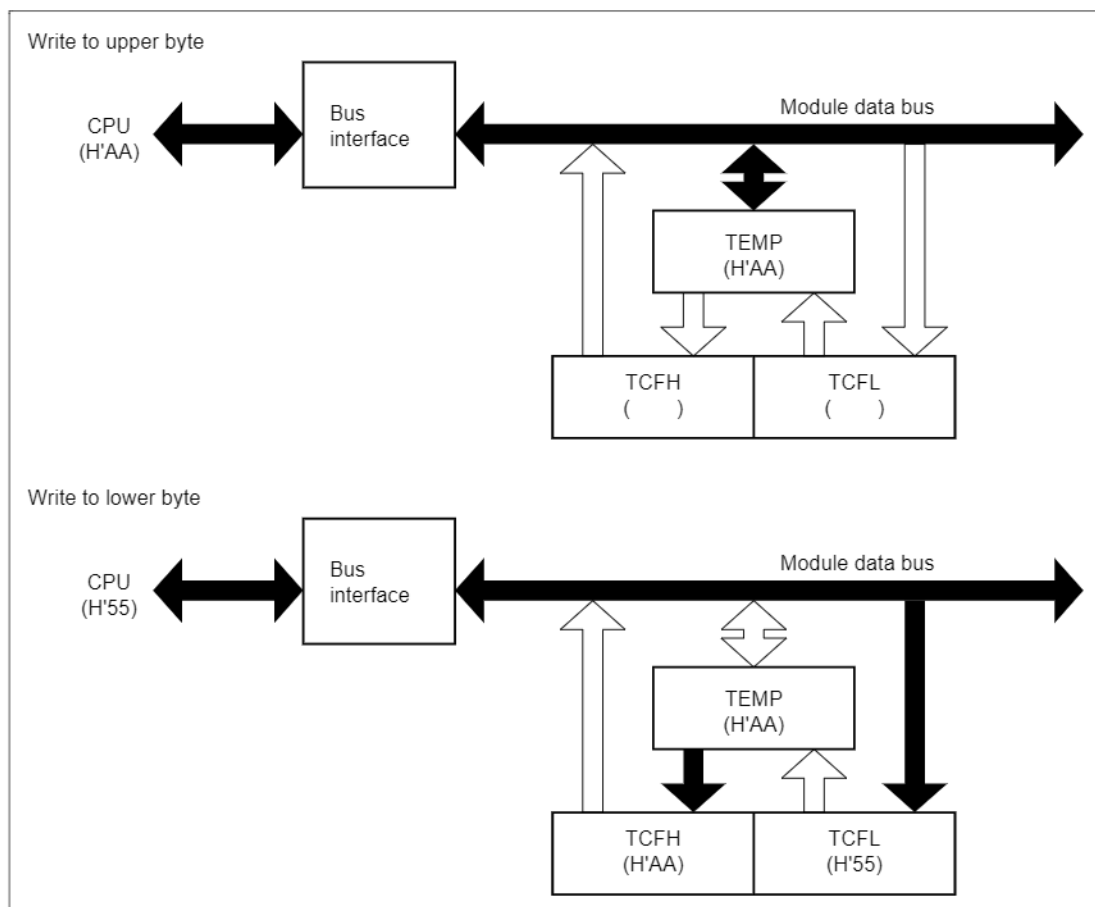 Write to upper byte
CPU
(H'AA)
Bus
interface
Module data bus
TEMP
(H'AA)
TCFH
( )
TCFL
( )
Write to lower byte
CPU
(H'55)
Bus
interface
Module data bus
TEMP
(H'AA)
TCFH
(H'AA)
TCFL
(H'55)